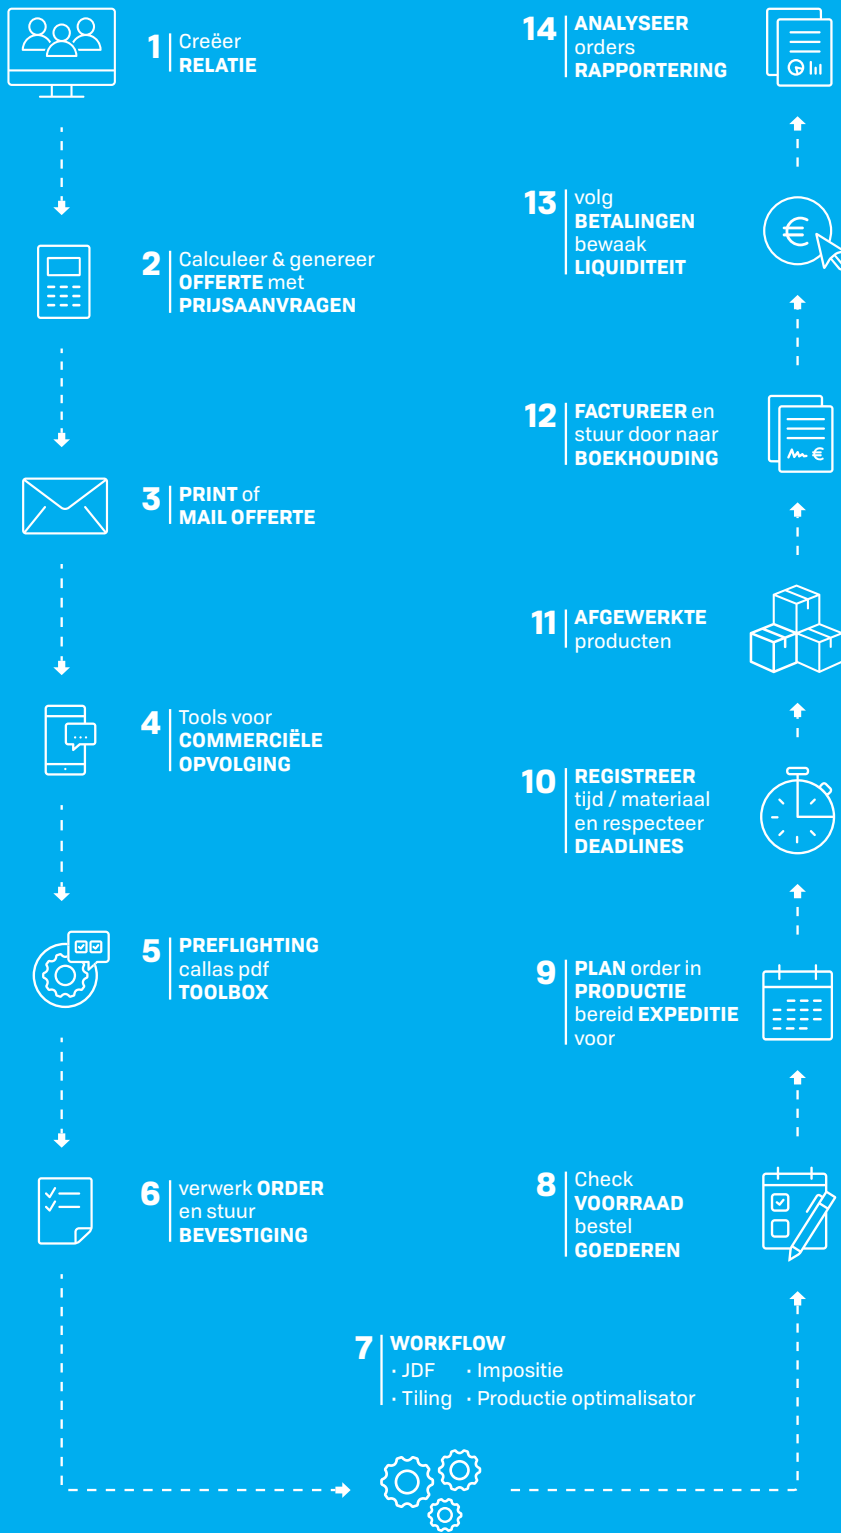 1
Creëer
RELATIE
2
Calculeer & genereer
OFFERTE met
PRIJSAANVRAGEN
3
PRINT of
MAIL OFFERTE
4
Tools voor
COMMERCIËLE
OPVOLGING
5
PREFLIGHTING
callas pdf
TOOLBOX
6
verwerk ORDER
en stuur
BEVESTIGING
7
WORKFLOW
· JDF · Impositie
· Tiling · Productie optimalisator
8
Check
VOORRAAD
bestel
GOEDEREN
9
PLAN order in
PRODUCTIE
bereid EXPEDITIE
voor
10
REGISTREER
tijd / materiaal
en respecteer
DEADLINES
11
AFGEWERKTE
producten
12
FACTUREER en
stuur door naar
BOEKHOUDING
€
13
volg
BETALINGEN
bewaak
LIQUIDITEIT
€
14
ANALYSEER
orders
RAPPORTERING